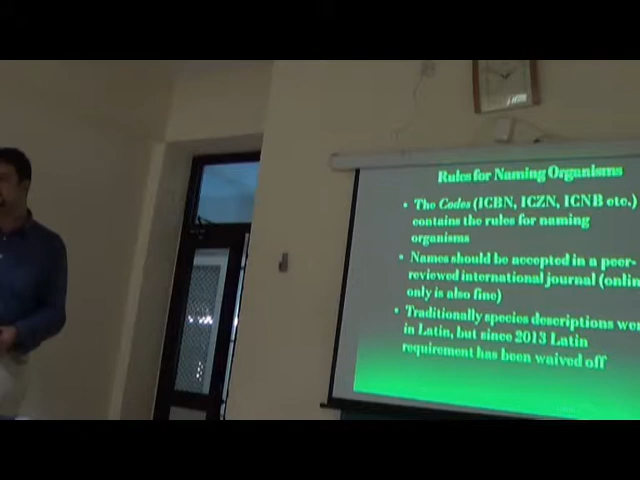 Rules for Naming Organisms
• The Codes (ICBN, ICZN, ICNB etc.)
contains the rules for naming
organisms
• Names should be accepted in a peer-
reviewed international journal (online
only is also fine)
• Traditionally species descriptions were
in Latin, but since 2013 Latin
requirement has been waived off